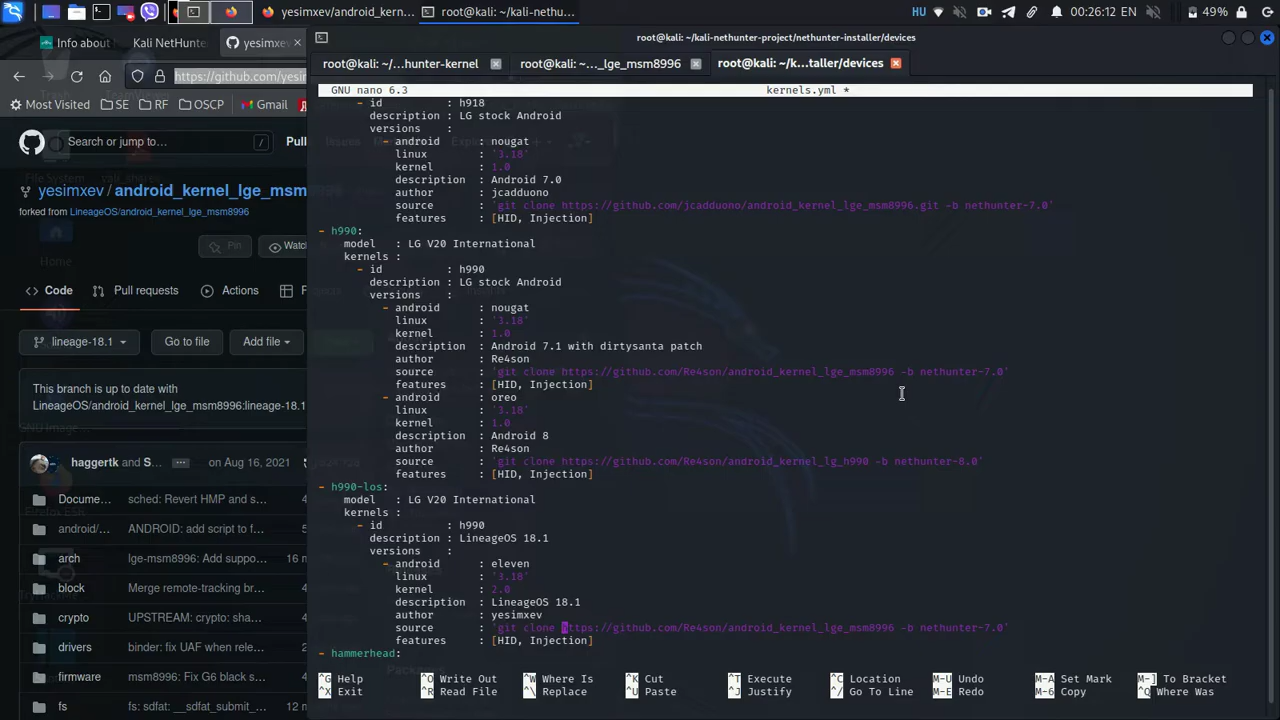 yesimxev/android_kern...
root@kali: ~/kali-nethu...
HU
00:26:12 EN
49%
root@kali: ~/kali-nethunter-project/nethunter-installer/devices
Info about
Kali NetHunter
yesimxev/
root@kali: ~/...hunter-kernel
root@kali: ~..._lge_msm8996
root@kali: ~/k...taller/devices
https://github.com/yesi
Most Visited
SE
RF
OSCP
Gmail
GNU nano 6.3 kernels.yml *
Search or jump to...
/
Pull
yesimxev / android_kernel_lge_msm
forked from LineageOS/android_kernel_lge_msm8996
Pin
Watch
Code
Pull requests
Actions
lineage-18.1
Go to file
Add file
This branch is up to date with
LineageOS/android_kernel_lge_msm8996:lineage-18.1
haggertk and S...
...
on Aug 16, 2021
Docume... sched: Revert HMP and s...
android/... ANDROID: add script to f...
arch lge-msm8996: Add suppo... 16 m
block Merge remote-tracking br...
crypto UPSTREAM: crypto: sha...
drivers binder: fix UAF when rele...
firmware msm8996: Fix G6 black s...
fs fs: sdfat: __sdfat_submit_...
- id : h918
description : LG stock Android
versions :
- android : nougat
linux : '3.18'
kernel : 1.0
description : Android 7.0
author : jcadduono
source : 'git clone https://github.com/jcadduono/android_kernel_lge_msm8996.git -b nethunter-7.0'
features : [HID, Injection]
- h990:
model : LG V20 International
kernels :
- id : h990
description : LG stock Android
versions :
- android : nougat
linux : '3.18'
kernel : 1.0
description : Android 7.1 with dirtysanta patch
author : Re4son
source : 'git clone https://github.com/Re4son/android_kernel_lge_msm8996 -b nethunter-7.0'
features : [HID, Injection]
- android : oreo
linux : '3.18'
kernel : 1.0
description : Android 8
author : Re4son
source : 'git clone https://github.com/Re4son/android_kernel_lg_h990 -b nethunter-8.0'
features : [HID, Injection]
- h990-los:
model : LG V20 International
kernels :
- id : h990
description : LineageOS 18.1
versions :
- android : eleven
linux : '3.18'
kernel : 2.0
description : LineageOS 18.1
author : yesimxev
source : 'git clone https://github.com/Re4son/android_kernel_lge_msm8996 -b nethunter-7.0'
features : [HID, Injection]
- hammerhead:
^G Help ^O Write Out ^W Where Is ^K Cut ^T Execute ^C Location M-U Undo M-A Set Mark M-] To Bracket
^X Exit ^R Read File ^\ Replace ^U Paste ^J Justify ^/ Go To Line M-E Redo M-6 Copy ^Q Where Was